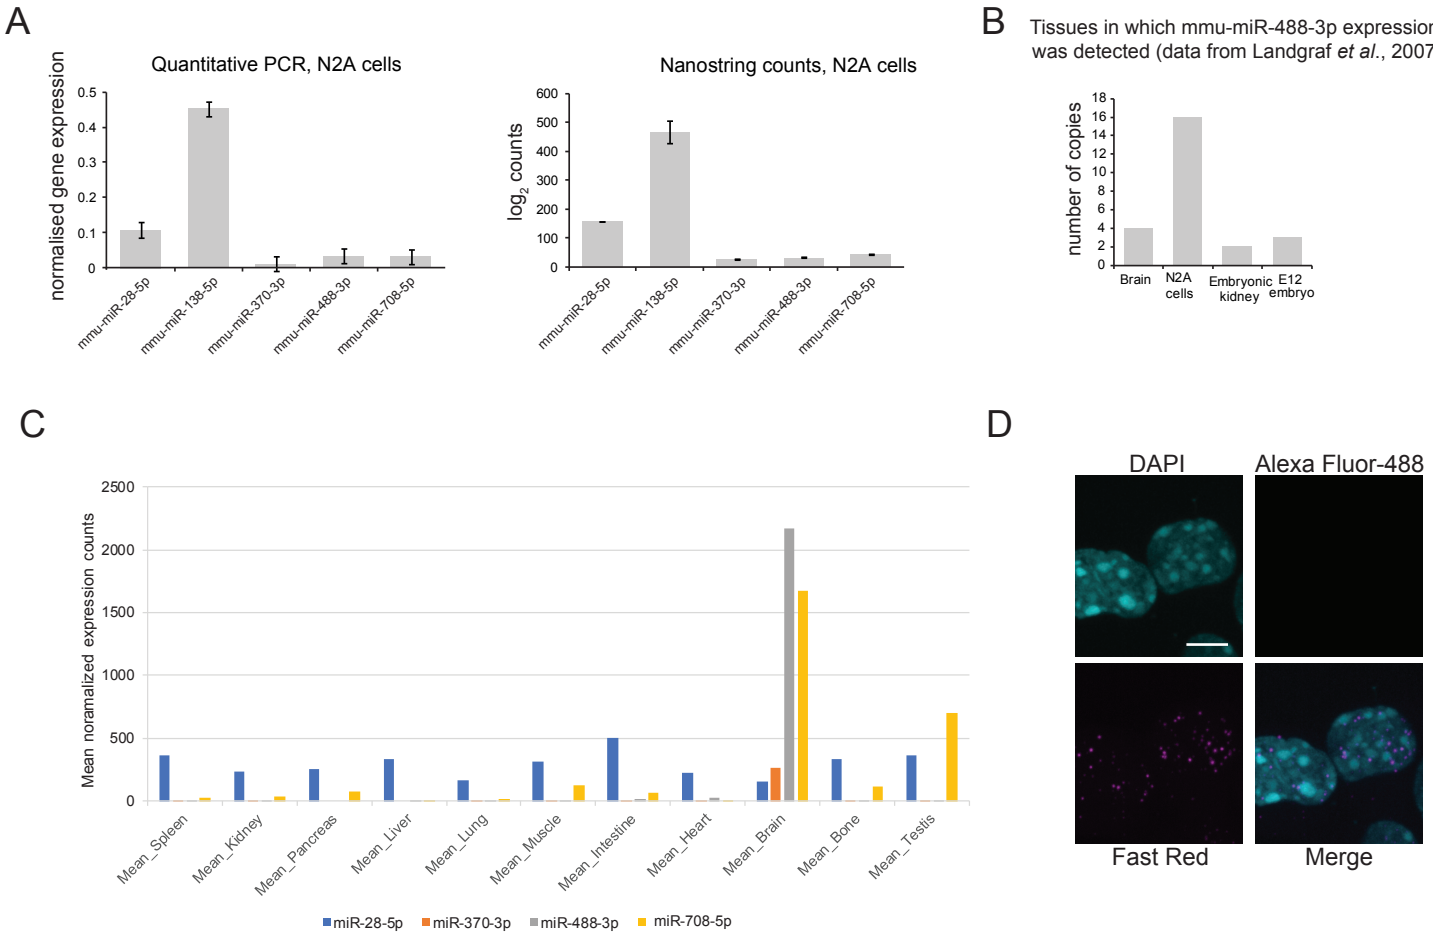 A
Quantitative PCR, N2A cells
normalised gene expression
0.5
0.4
0.3
0.2
0.1
0
mmu-miR-28-5p
mmu-miR-138-5p
mmu-miR-370-3p
mmu-miR-488-3p
mmu-miR-708-5p
Nanostring counts, N2A cells
log2 counts
600
500
400
300
200
100
0
mmu-miR-28-5p
mmu-miR-138-5p
mmu-miR-370-3p
mmu-miR-488-3p
mmu-miR-708-5p
B
Tissues in which mmu-miR-488-3p expression
was detected (data from Landgraf et al., 2007
number of copies
18
16
14
12
10
8
6
4
2
0
Brain
N2A
cells
Embryonic
kidney
E12
embryo
C
Mean noramalized expression counts
2500
2000
1500
1000
500
0
Mean_Spleen
Mean_Kidney
Mean_Pancreas
Mean_Liver
Mean_Lung
Mean_Muscle
Mean_Intestine
Mean_Heart
Mean_Brain
Mean_Bone
Mean_Testis
miR-28-5p
miR-370-3p
miR-488-3p
miR-708-5p
D
DAPI
Alexa Fluor-488
Fast Red
Merge